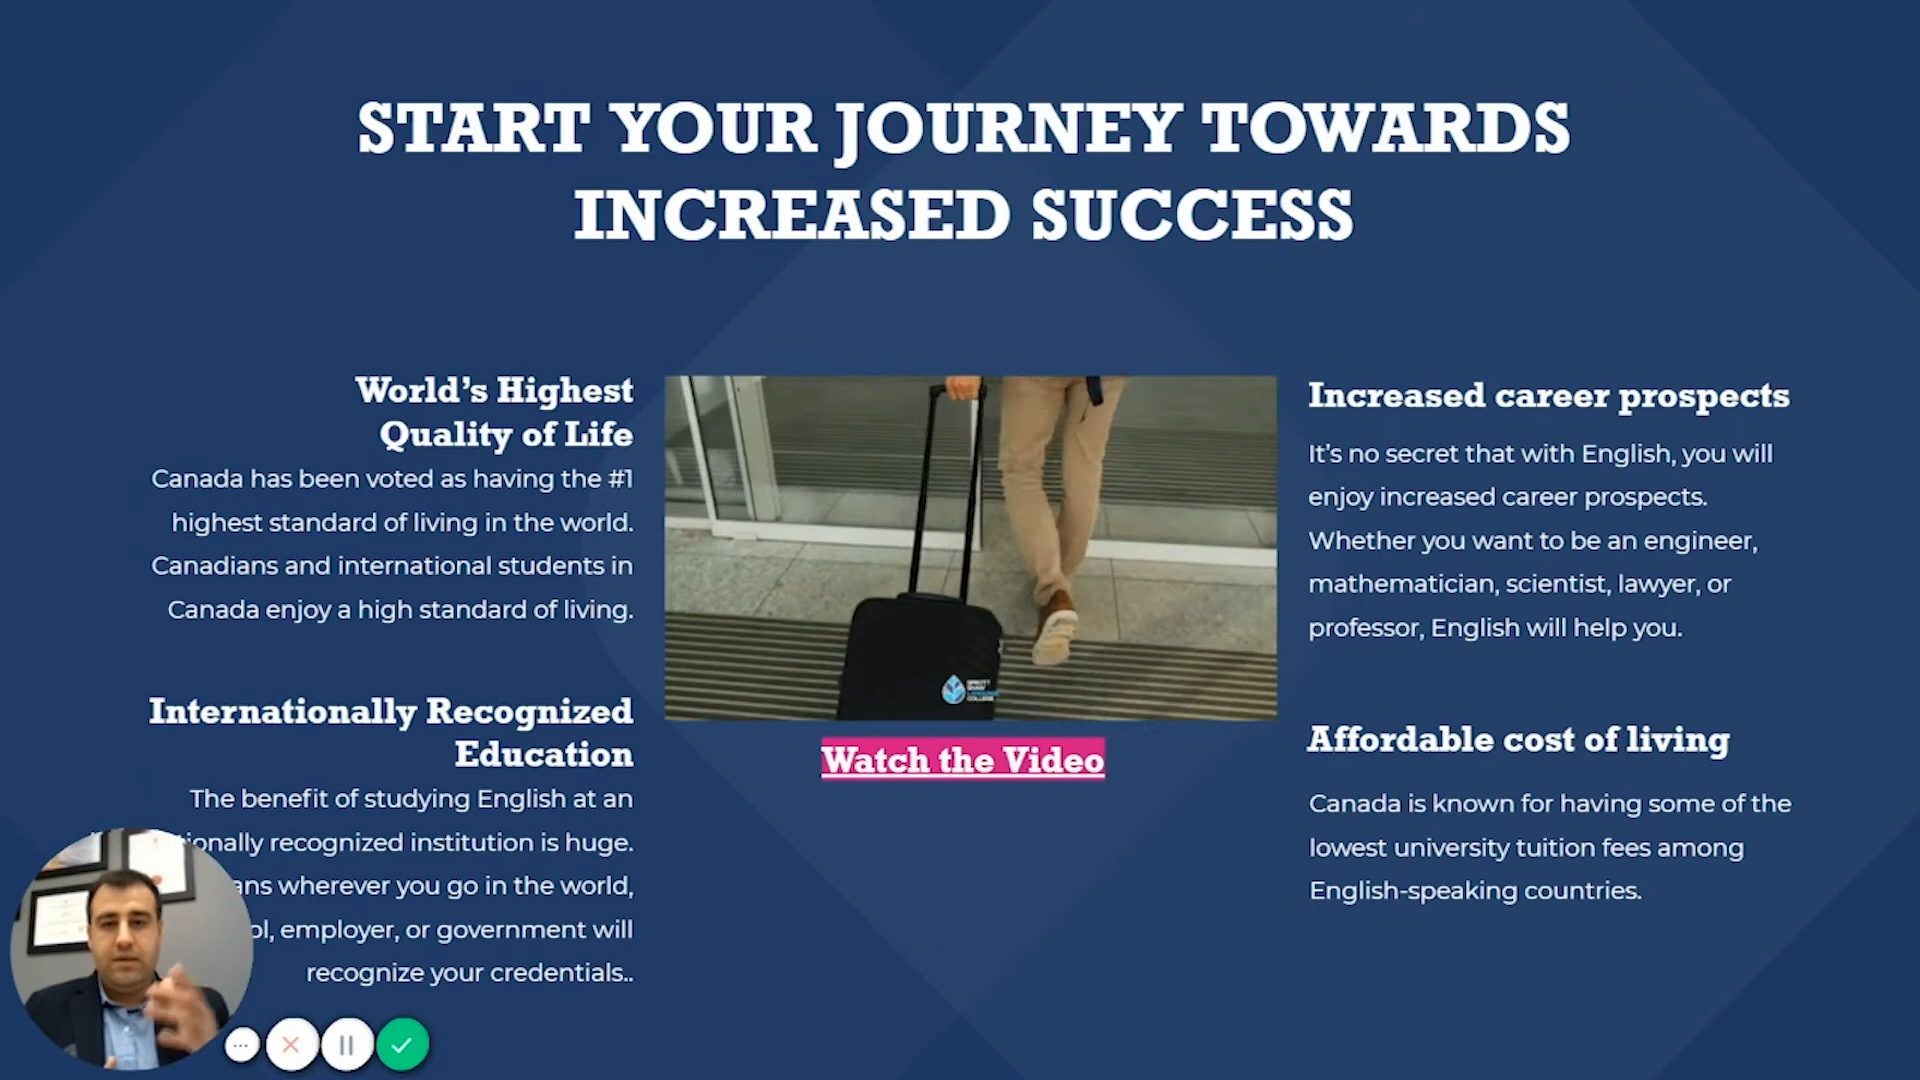 START YOUR JOURNEY TOWARDS
INCREASED SUCCESS
World's Highest
Quality of Life
Canada has been voted as having the #1
highest standard of living in the world.
Canadians and international students in
Canada enjoy a high standard of living.
Internationally Recognized
Education
The benefit of studying English at an
recognized institution is huge.
wherever you go in the world,
employer, or government will
recognize your credentials..
SPROTT
SHAW
LANGUAGE
COLLEGE
Watch the Video
Increased career prospects
It's no secret that with English, you will
enjoy increased career prospects.
Whether you want to be an engineer,
mathematician, scientist, lawyer, or
professor, English will help you.
Affordable cost of living
Canada is known for having some of the
lowest university tuition fees among
English-speaking countries.